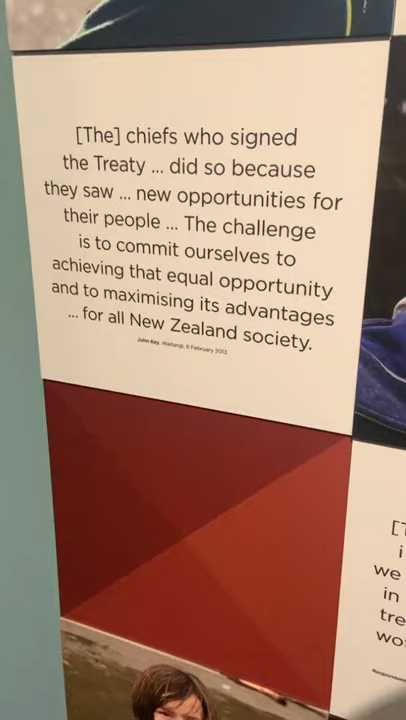 [The] chiefs who signed
the Treaty ... did so because
they saw ... new opportunities for
their people ... The challenge
is to commit ourselves to
achieving that equal opportunity
and to maximising its advantages
... for all New Zealand society.
John Key, Waitangi, 6 February 2013
[T
i
we
in
tre
wo